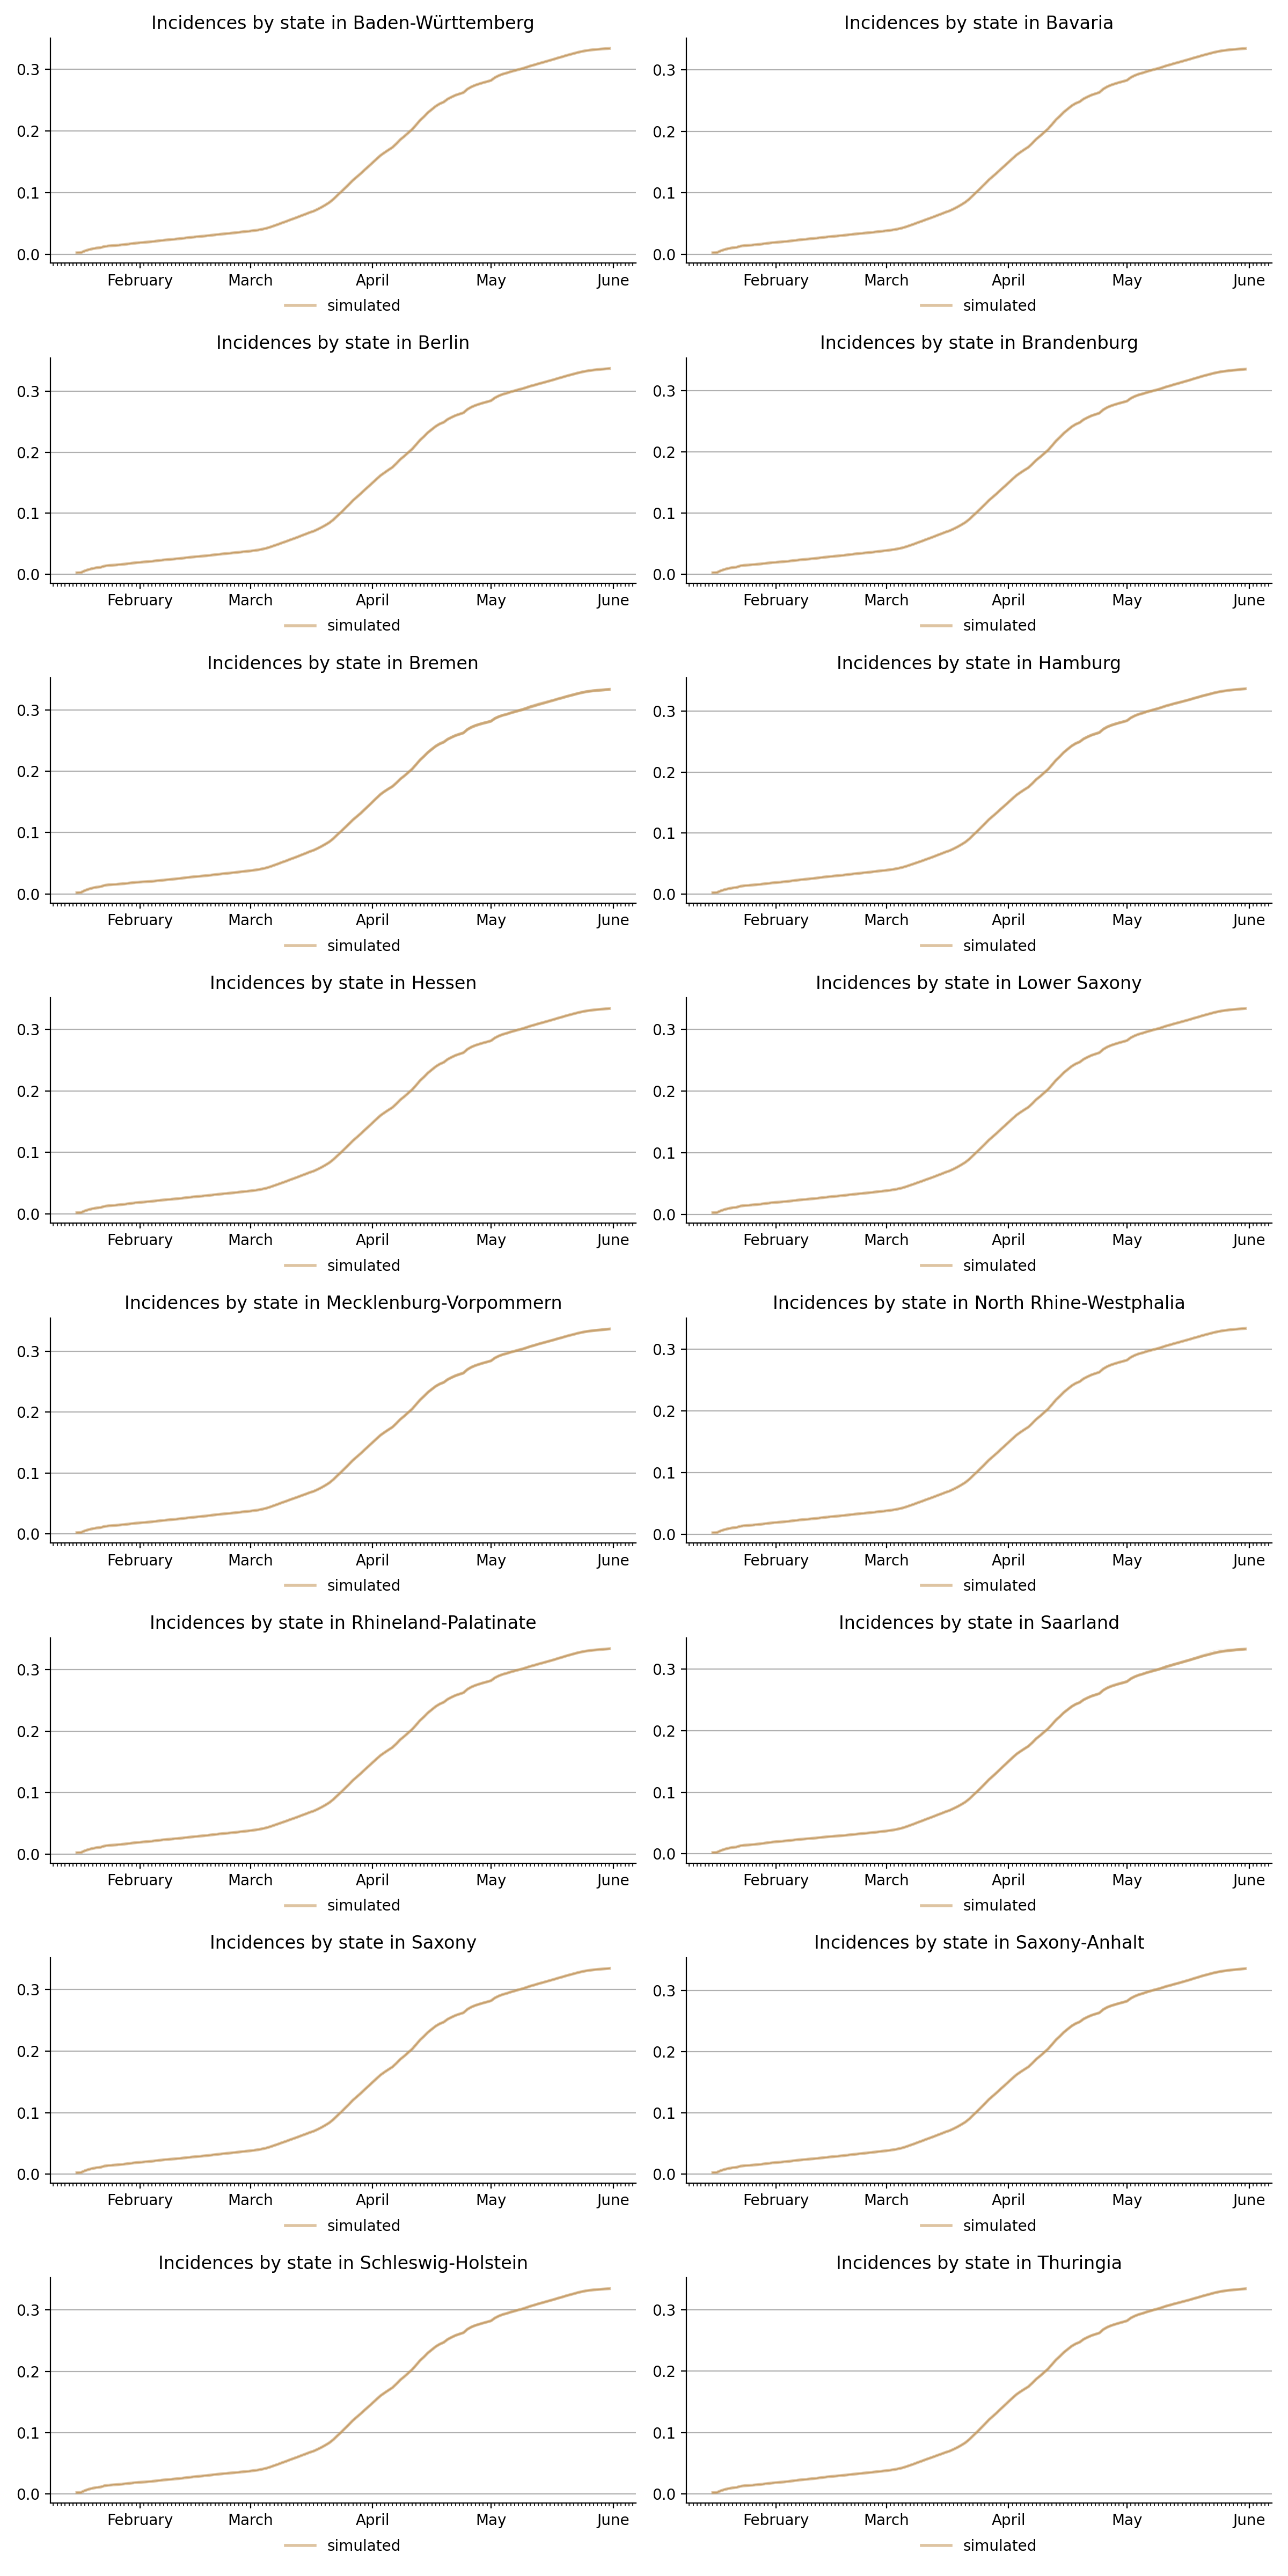 Incidences by state in Baden-Württemberg
0.3
0.2
0.1
0.0
February March April May June
simulated
Incidences by state in Bavaria
0.3
0.2
0.1
0.0
February March April May June
simulated
Incidences by state in Berlin
0.3
0.2
0.1
0.0
February March April May June
simulated
Incidences by state in Brandenburg
0.3
0.2
0.1
0.0
February March April May June
simulated
Incidences by state in Bremen
0.3
0.2
0.1
0.0
February March April May June
simulated
Incidences by state in Hamburg
0.3
0.2
0.1
0.0
February March April May June
simulated
Incidences by state in Hessen
0.3
0.2
0.1
0.0
February March April May June
simulated
Incidences by state in Lower Saxony
0.3
0.2
0.1
0.0
February March April May June
simulated
Incidences by state in Mecklenburg-Vorpommern
0.3
0.2
0.1
0.0
February March April May June
simulated
Incidences by state in North Rhine-Westphalia
0.3
0.2
0.1
0.0
February March April May June
simulated
Incidences by state in Rhineland-Palatinate
0.3
0.2
0.1
0.0
February March April May June
simulated
Incidences by state in Saarland
0.3
0.2
0.1
0.0
February March April May June
simulated
Incidences by state in Saxony
0.3
0.2
0.1
0.0
February March April May June
simulated
Incidences by state in Saxony-Anhalt
0.3
0.2
0.1
0.0
February March April May June
simulated
Incidences by state in Schleswig-Holstein
0.3
0.2
0.1
0.0
February March April May June
simulated
Incidences by state in Thuringia
0.3
0.2
0.1
0.0
February March April May June
simulated